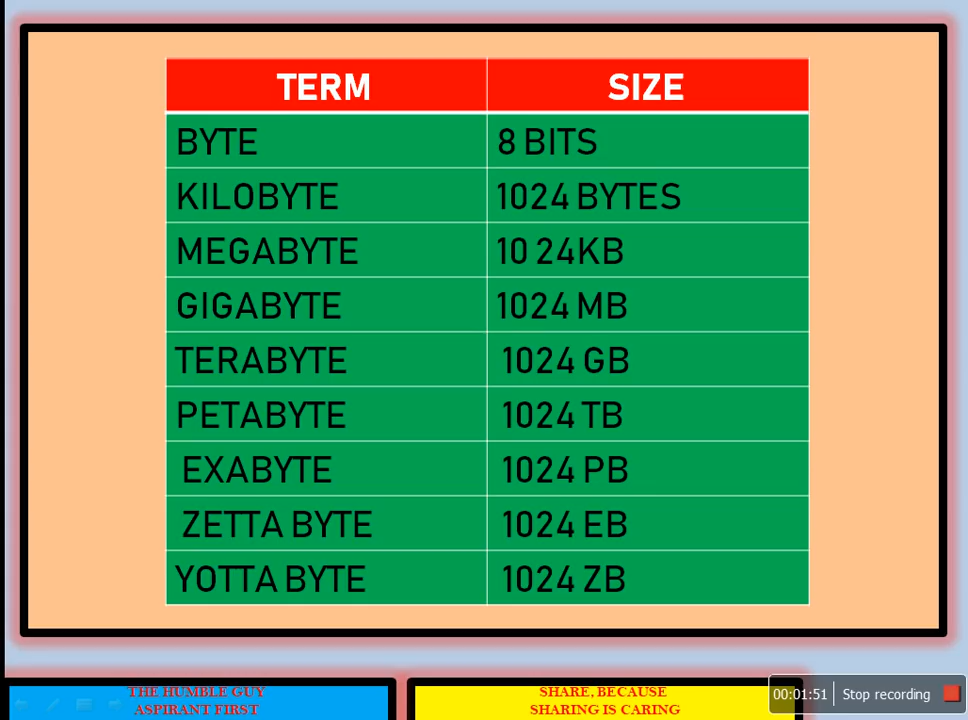 TERM SIZE
BYTE 8 BITS
KILOBYTE 1024 BYTES
MEGABYTE 10 24KB
GIGABYTE 1024 MB
TERABYTE 1024 GB
PETABYTE 1024 TB
EXABYTE 1024 PB
ZETTA BYTE 1024 EB
YOTTA BYTE 1024 ZB
THE HUMBLE GUY
ASPIRANT FIRST
SHARE, BECAUSE
SHARING IS CARING
00:01:51 Stop recording